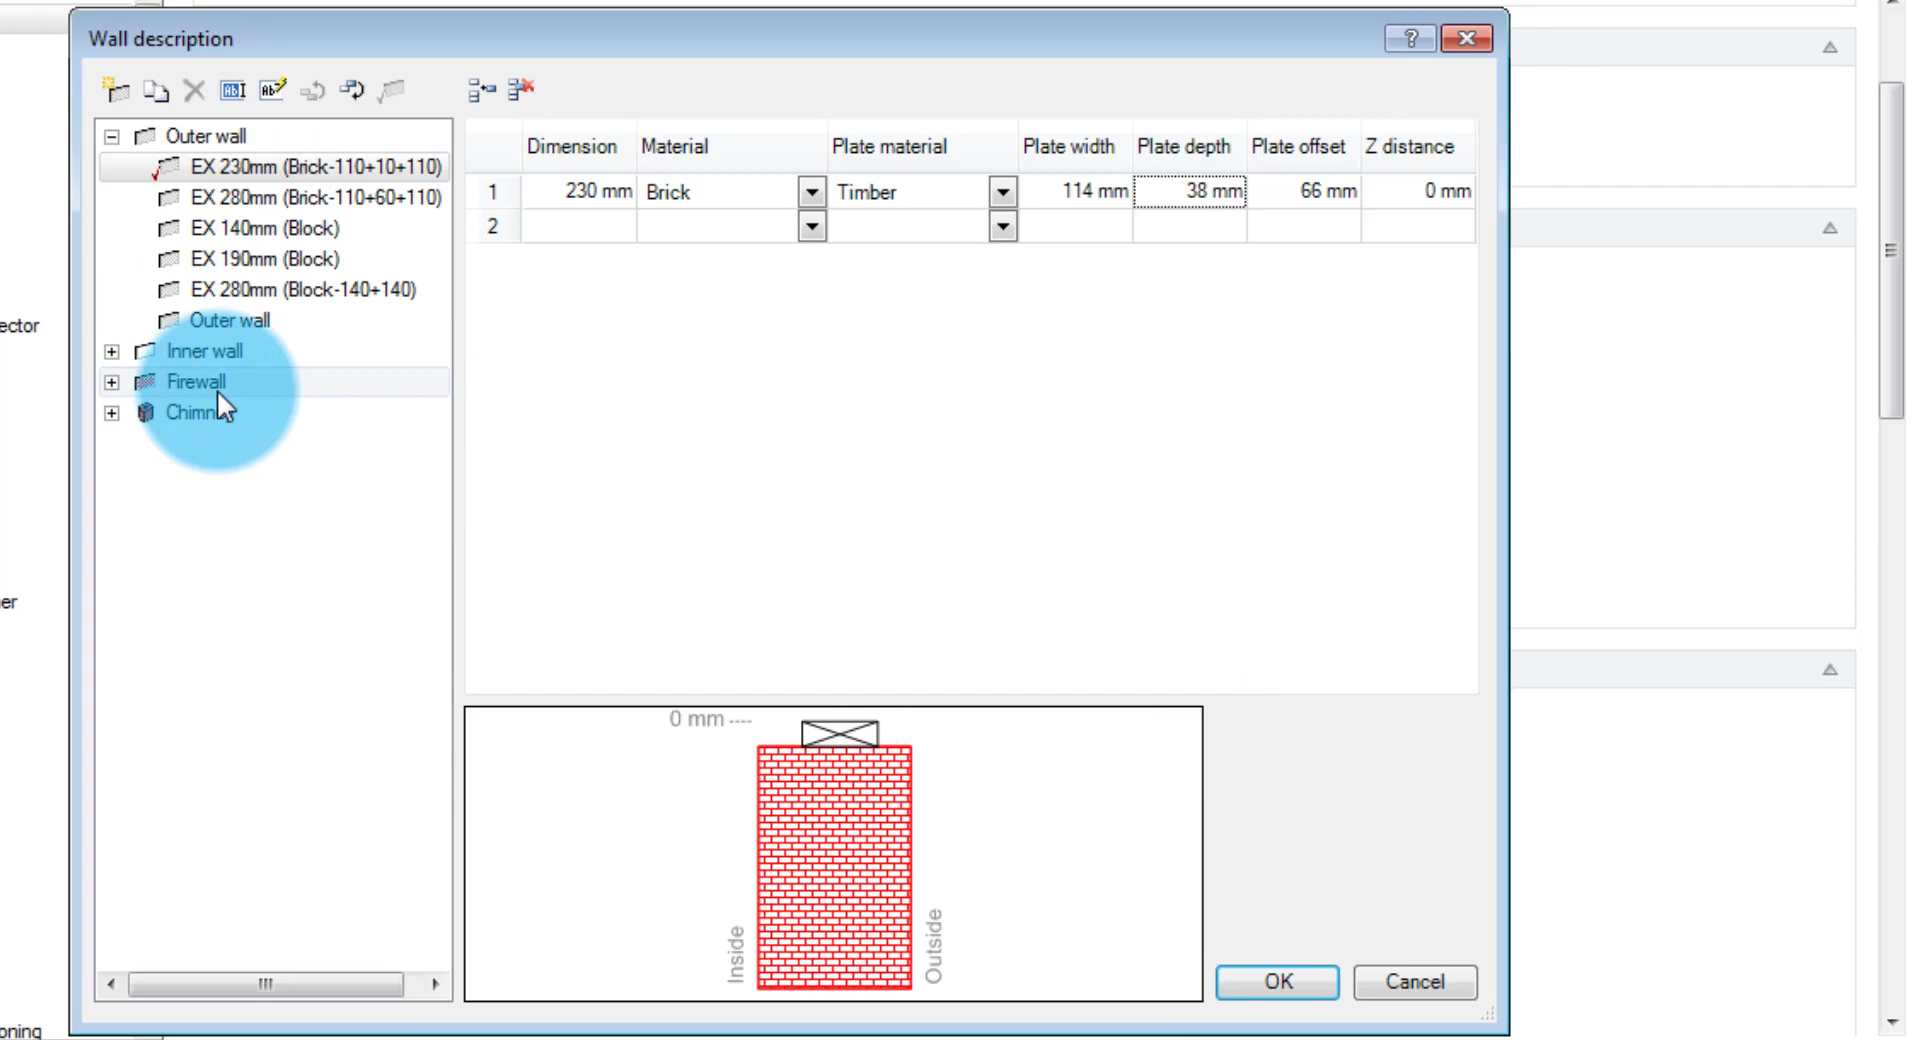 Wall description
Outer wall
EX 230mm (Brick-110+10+110)
EX 280mm (Brick-110+60+110)
EX 140mm (Block)
EX 190mm (Block)
EX 280mm (Block-140+140)
Outer wall
Inner wall
Firewall
Dimension Material Plate material Plate width Plate depth Plate offset Z distance
1 230 mm Brick Timber 114 mm 38 mm 66 mm 0 mm
2
0 mm
Inside
Outside
OK Cancel
ector
er
oning